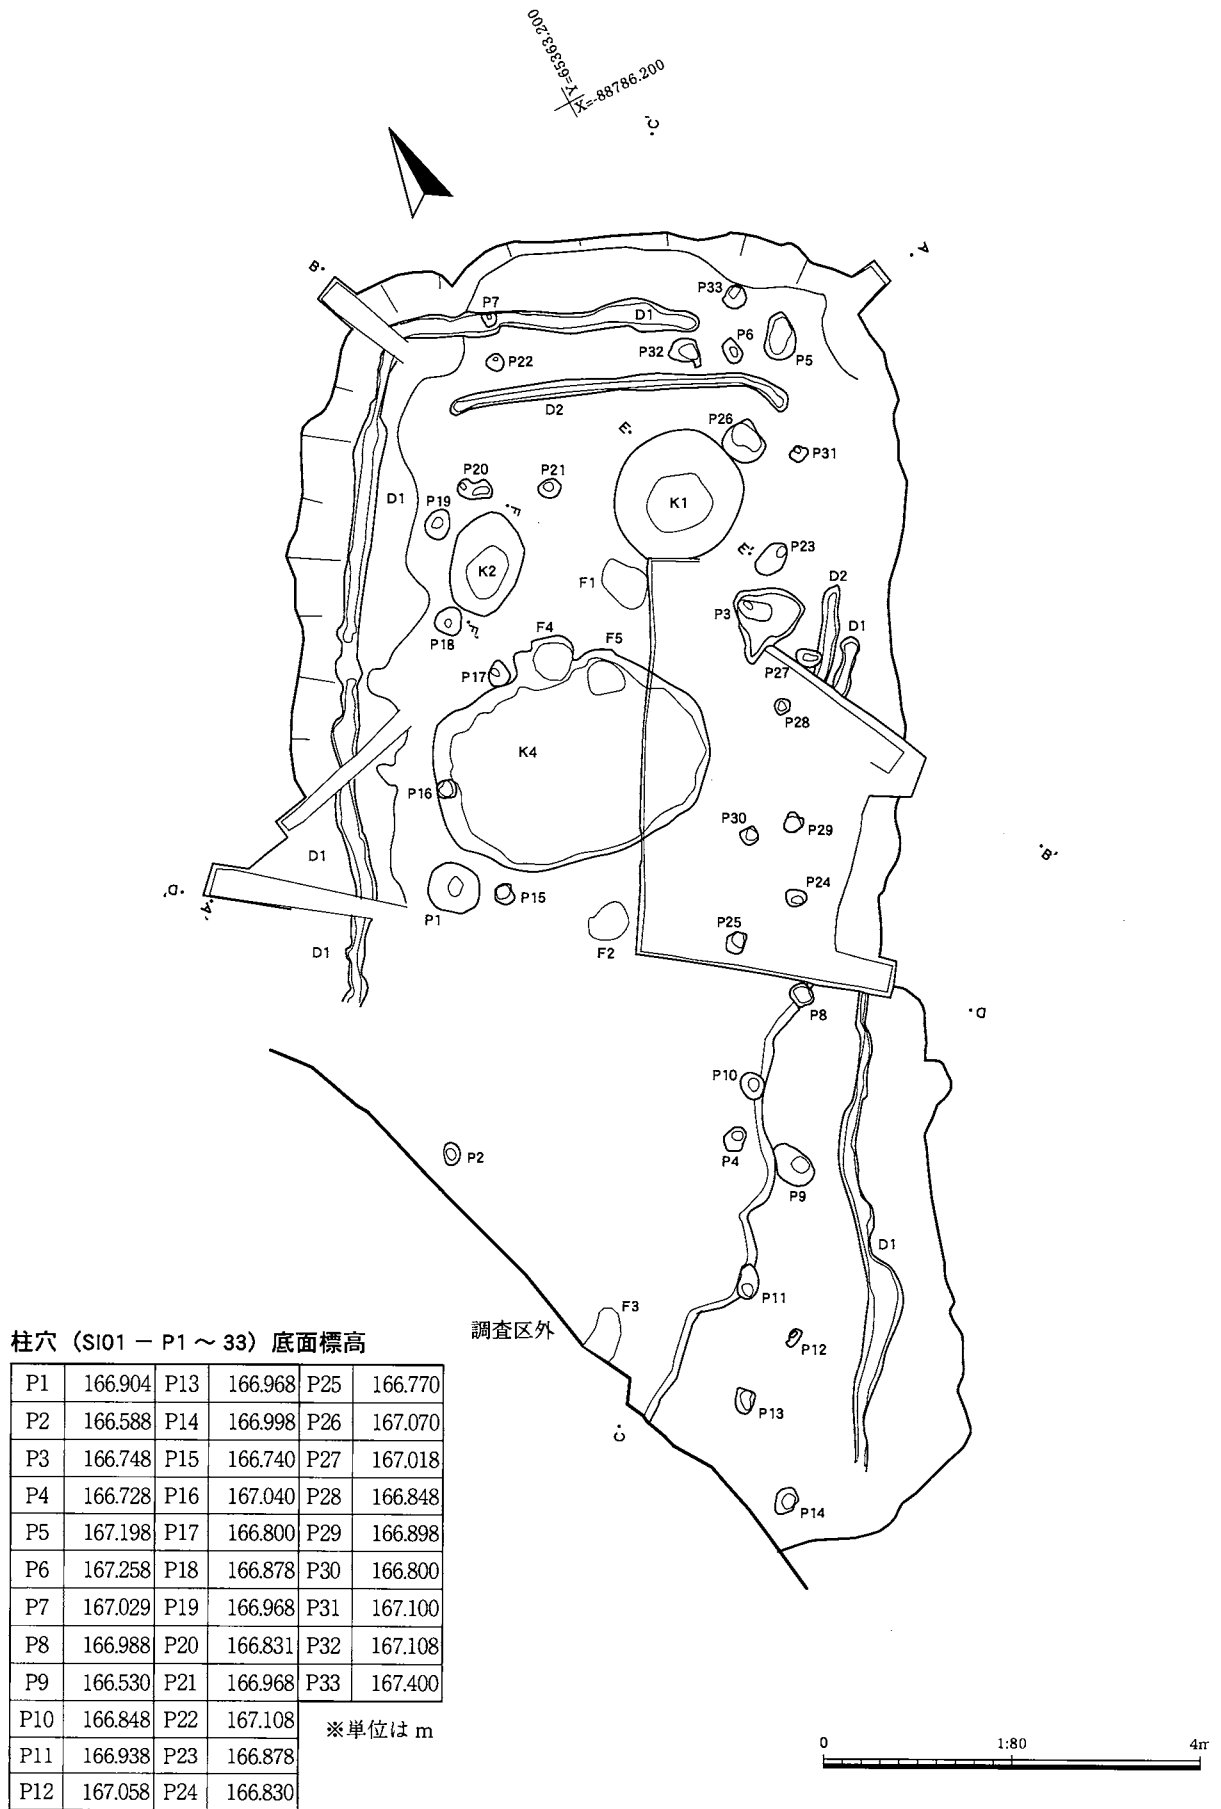 Y=65363.200
X=-88786.200
C'
A
B'
P33
P7
D1
P6
P5
P32
P22
D2
E
P26
P31
P20
P21
F
K1
D1
P19
E'
P23
K2
F1
D2
P3
D1
P18
F'
F4
F5
P27
P17
P28
K4
P16
P30
P29
B'
D1
D'
A'
P24
P1
P15
P25
F2
D1
D
P8
P10
P4
P2
P9
D1
P11
F3
調査区外
P12
C
P13
P14
柱穴（SI01 － P1 ～ 33）底面標高
P1 166.904 P13 166.968 P25 166.770
P2 166.588 P14 166.998 P26 167.070
P3 166.748 P15 166.740 P27 167.018
P4 166.728 P16 167.040 P28 166.848
P5 167.198 P17 166.800 P29 166.898
P6 167.258 P18 166.878 P30 166.800
P7 167.029 P19 166.968 P31 167.100
P8 166.988 P20 166.831 P32 167.108
P9 166.530 P21 166.968 P33 167.400
P10 166.848 P22 167.108
P11 166.938 P23 166.878
P12 167.058 P24 166.830
※単位は m
0 1:80 4m